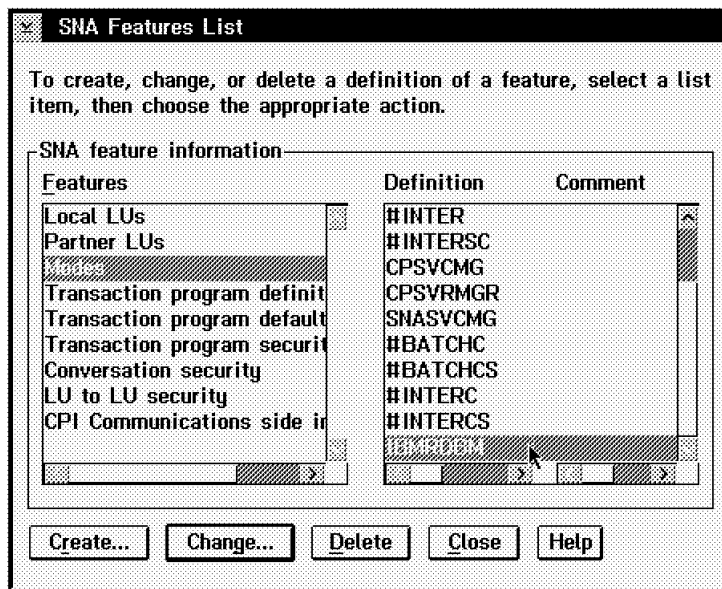 SNA Features List
To create, change, or delete a definition of a feature, select a list
item, then choose the appropriate action.
SNA feature information
Features
Definition Comment
Local LUs
Partner LUs
Modes
Transaction program definit
Transaction program default
Transaction program securit
Conversation security
LU to LU security
CPI Communications side in
#INTER
#INTERSC
CPSVCMG
CPSVRMGR
SNASVCMG
#BATCHC
#BATCHCS
#INTERC
#INTERCS
IBMRDDM
Create... Change... Delete Close Help